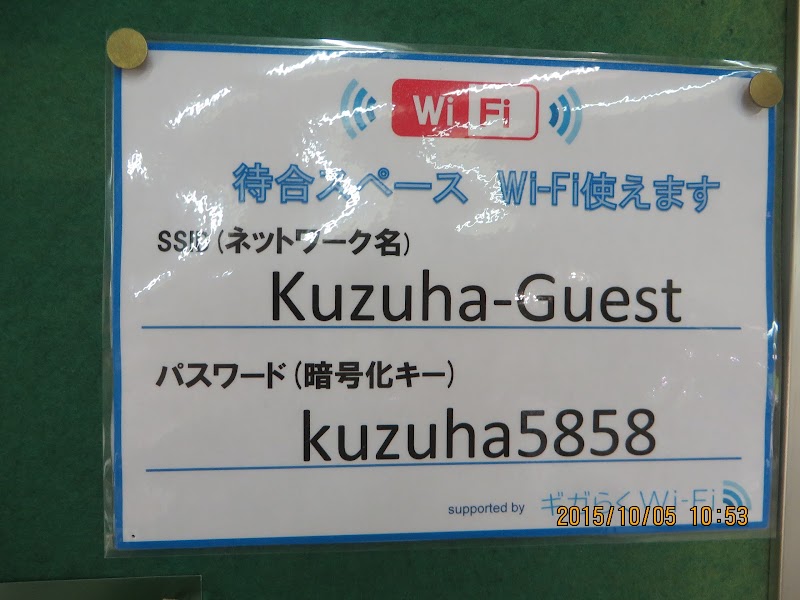 Wi Fi
待合スペース Wi-Fi使えます
SSID(ネットワーク名)
Kuzuha-Guest
パスワード(暗号化キー)
kuzuha5858
supported by ギガらくWi-Fi
2015/10/05 10:53